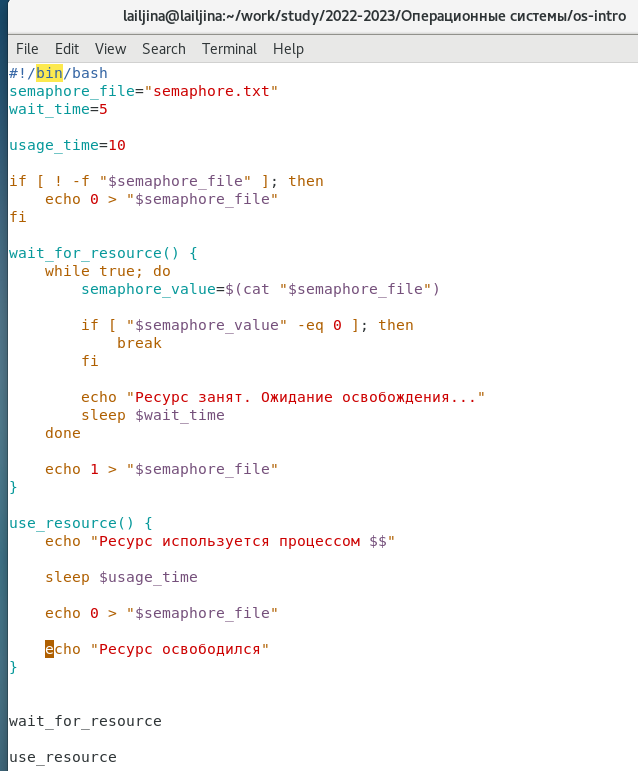 lailjina@lailjina:~/work/study/2022-2023/Операционные системы/os-intro
File Edit View Search Terminal Help
#!/bin/bash
semaphore_file="semaphore.txt"
wait_time=5

usage_time=10

if [ ! -f "$semaphore_file" ]; then
    echo 0 > "$semaphore_file"
fi

wait_for_resource() {
    while true; do
        semaphore_value=$(cat "$semaphore_file")

        if [ "$semaphore_value" -eq 0 ]; then
            break
        fi

        echo "Ресурс занят. Ожидание освобождения..."
        sleep $wait_time
    done

    echo 1 > "$semaphore_file"
}

use_resource() {
    echo "Ресурс используется процессом $$"

    sleep $usage_time

    echo 0 > "$semaphore_file"

    echo "Ресурс освободился"
}


wait_for_resource

use_resource